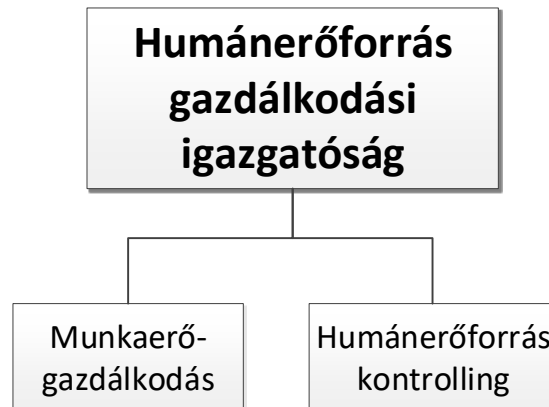 Humánerőforrás
gazdálkodási
igazgatóság
Munkaerő-
gazdálkodás
Humánerőforrás
kontrolling